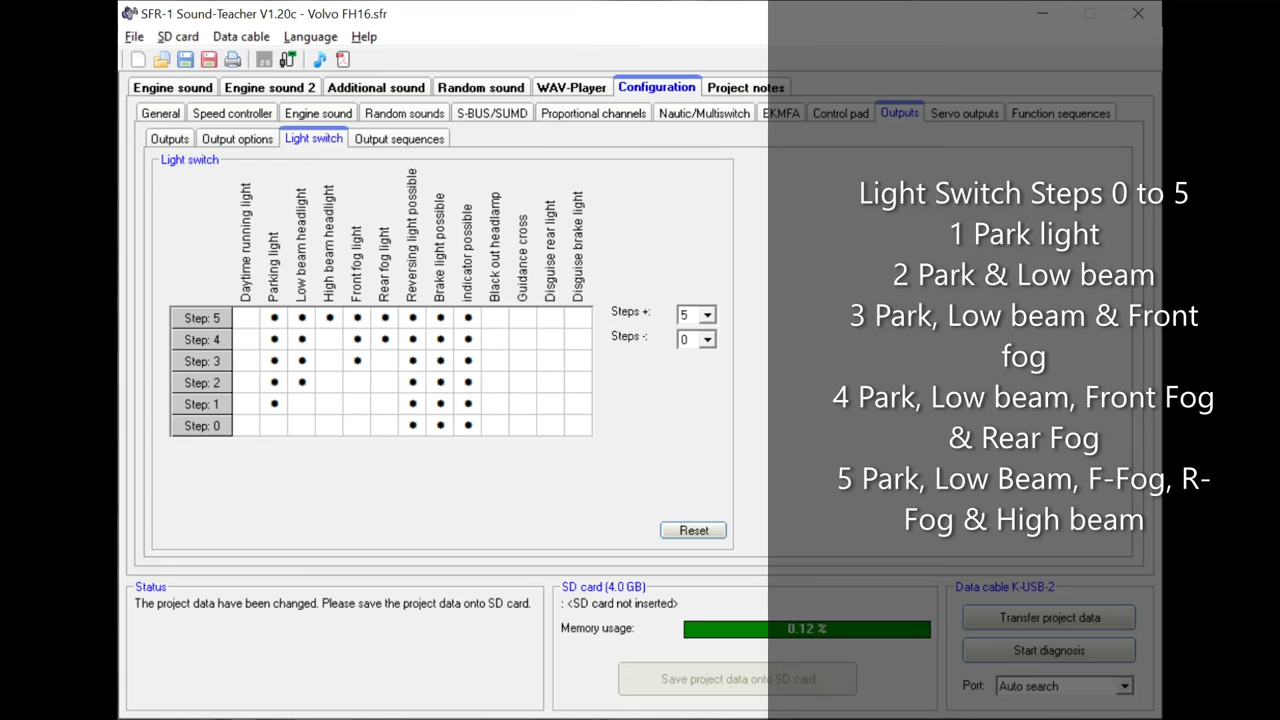 SFR-1 Sound-Teacher V1.20c - Volvo FH16.sfr
File SD card Data cable Language Help
Engine sound Engine sound 2 Additional sound Random sound WAV-Player Configuration Project notes
General Speed controller Engine sound Random sounds S-BUS/SUMD Proportional channels Nautic/Multiswitch EKMFA Control pad Outputs Servo outputs Function sequences
Outputs Output options Light switch Output sequences
Light switch
Daytime running light
Parking light
Low beam headlight
High beam headlight
Front fog light
Rear fog light
Reversing light possible
Brake light possible
indicator possible
Black out headlamp
Guidance cross
Disguise rear light
Disguise brake light
Step: 5
Step: 4
Step: 3
Step: 2
Step: 1
Step: 0
Steps +: 5
Steps -: 0
Reset
Light Switch Steps 0 to 5
1 Park light
2 Park & Low beam
3 Park, Low beam & Front
fog
4 Park, Low beam, Front Fog
& Rear Fog
5 Park, Low Beam, F-Fog, R-
Fog & High beam
Status
The project data have been changed. Please save the project data onto SD card.
SD card (4.0 GB)
: <SD card not inserted>
Memory usage: 0.12 %
Save project data onto SD card
Data cable K-USB-2
Transfer project data
Start diagnosis
Port: Auto search